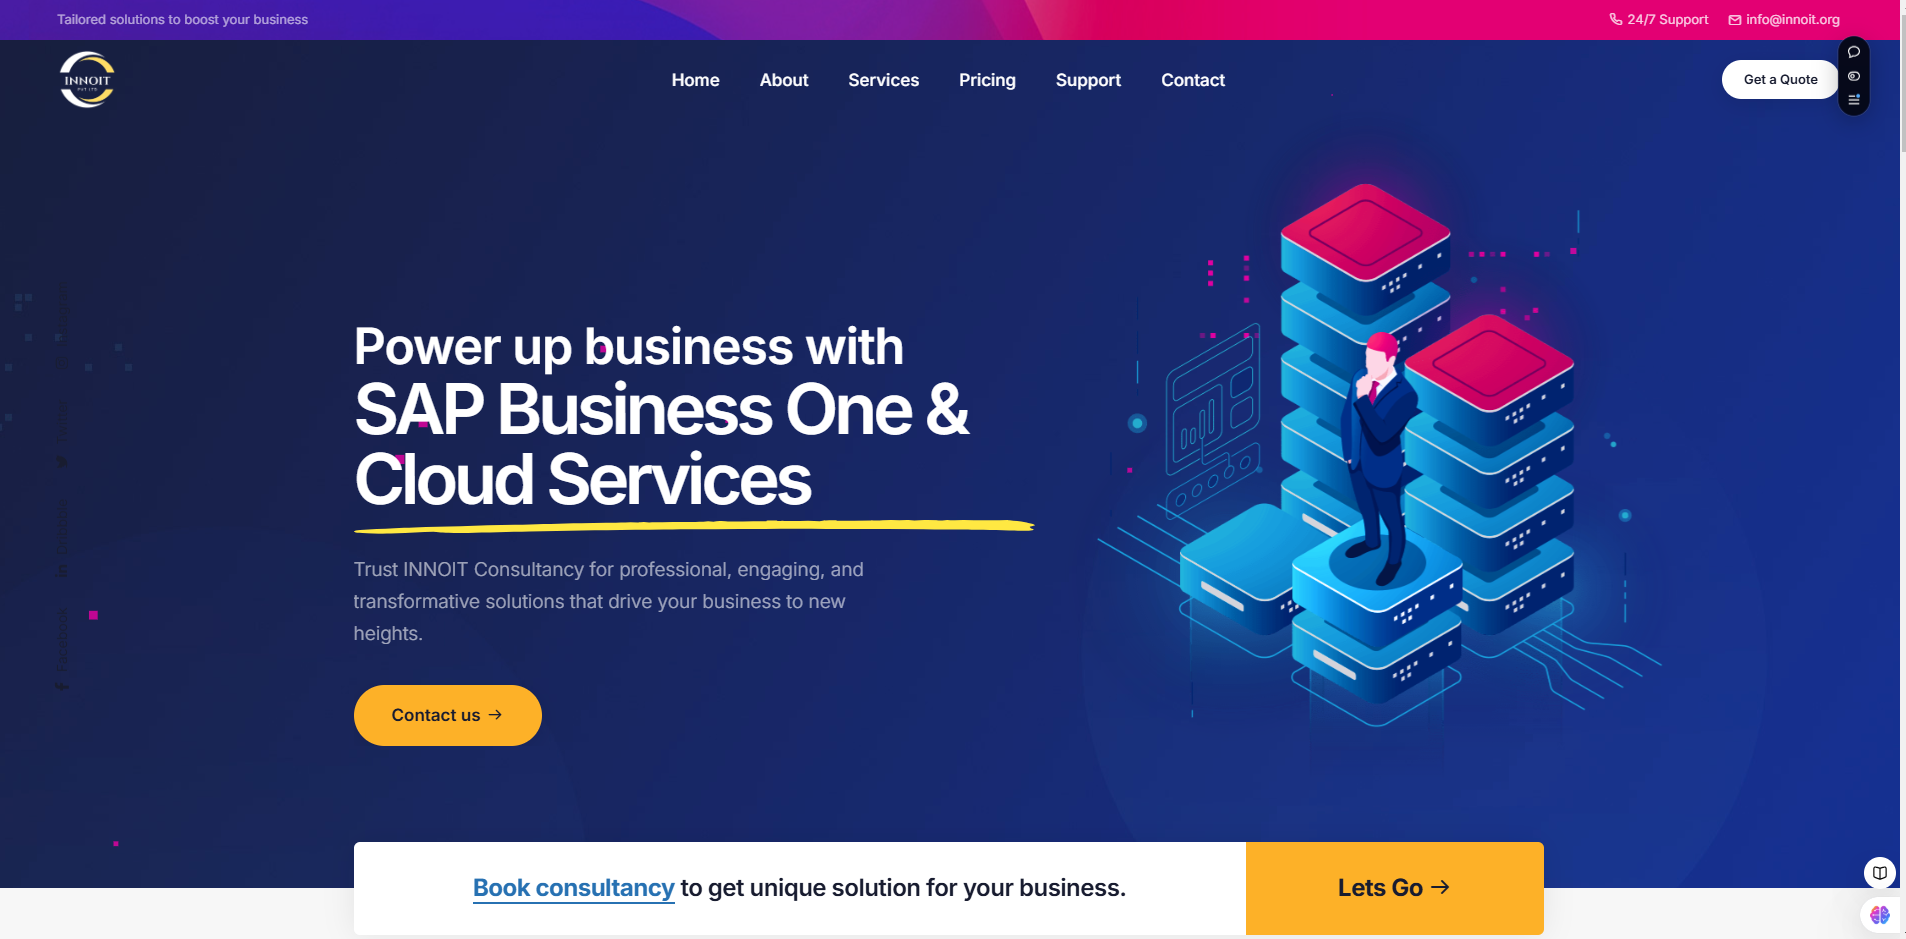 Tailored solutions to boost your business
24/7 Support
info@innoit.org
INNOIT
PVT LTD
Home
About
Services
Pricing
Support
Contact
Get a Quote
Power up business with
SAP Business One &
Cloud Services
Trust INNOIT Consultancy for professional, engaging, and
transformative solutions that drive your business to new
heights.
Contact us
Facebook
Book consultancy to get unique solution for your business.
Lets Go